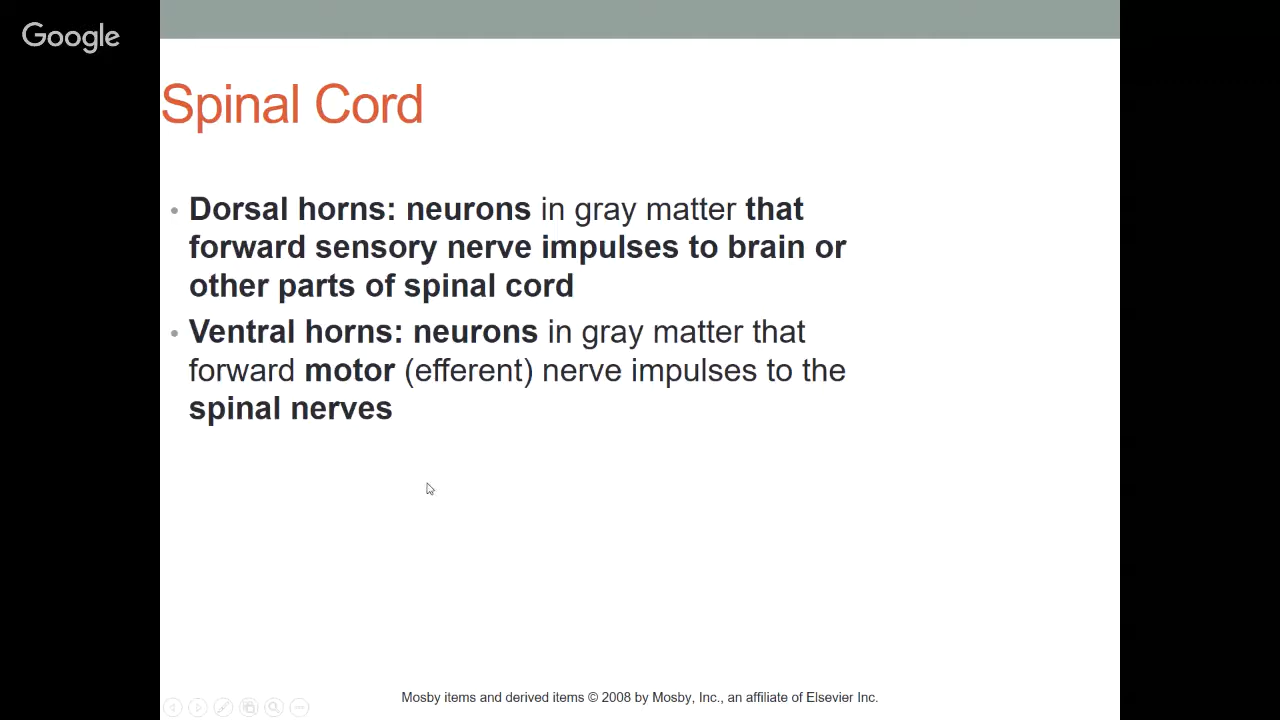 Google
Spinal Cord
• Dorsal horns: neurons in gray matter that
forward sensory nerve impulses to brain or
other parts of spinal cord
• Ventral horns: neurons in gray matter that
forward motor (efferent) nerve impulses to the
spinal nerves
Mosby items and derived items © 2008 by Mosby, Inc., an affiliate of Elsevier Inc.